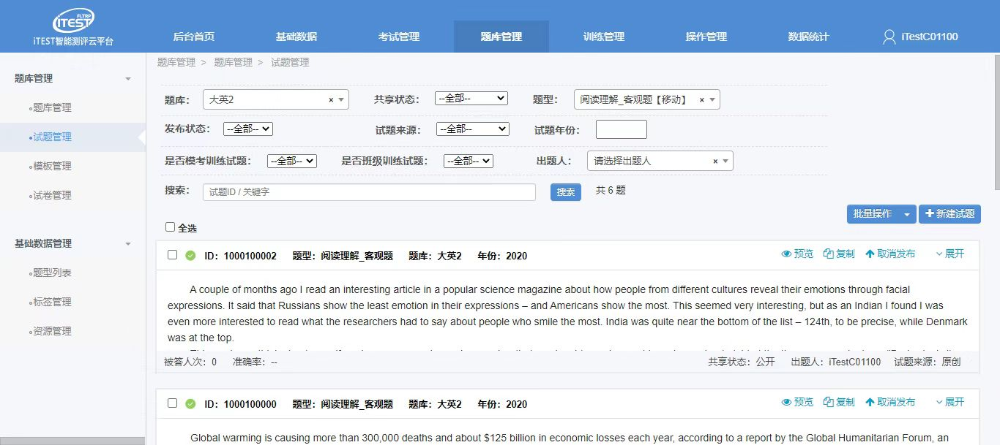 FLTRP
iTEST
iTEST智能测评云平台
后台首页 基础数据 考试管理 题库管理 训练管理 操作管理 数据统计 iTestC01100
题库管理 > 题库管理 > 试题管理
题库管理
题库管理
试题管理
模板管理
试卷管理
基础数据管理
题型列表
标签管理
资源管理
题库： 大英2 × 共享状态： --全部-- 题型： 阅读理解_客观题【移动】 ×
发布状态： --全部-- 试题来源： --全部-- 试题年份：
是否模考训练试题： --全部-- 是否班级训练试题： --全部-- 出题人： 请选择出题人 ×
搜索： 试题ID / 关键字 搜索 共 6 题
批量操作 新建试题
全选
ID：1000100002 题型：阅读理解_客观题 题库：大英2 年份：2020 预览 复制 取消发布 展开
A couple of months ago I read an interesting article in a popular science magazine about how people from different cultures reveal their emotions through facial
expressions. It said that Russians show the least emotion in their expressions – and Americans show the most. This seemed very interesting, but as an Indian I found I was
even more interested to read what the researchers had to say about people who smile the most. India was quite near the bottom of the list – 124th, to be precise, while Denmark
was at the top.
被答人次：0 准确率：-- 共享状态：公开 出题人：iTestC01100 试题来源：原创
ID：1000100000 题型：阅读理解_客观题 题库：大英2 年份：2020 预览 复制 取消发布 展开
Global warming is causing more than 300,000 deaths and about $125 billion in economic losses each year, according to a report by the Global Humanitarian Forum, an